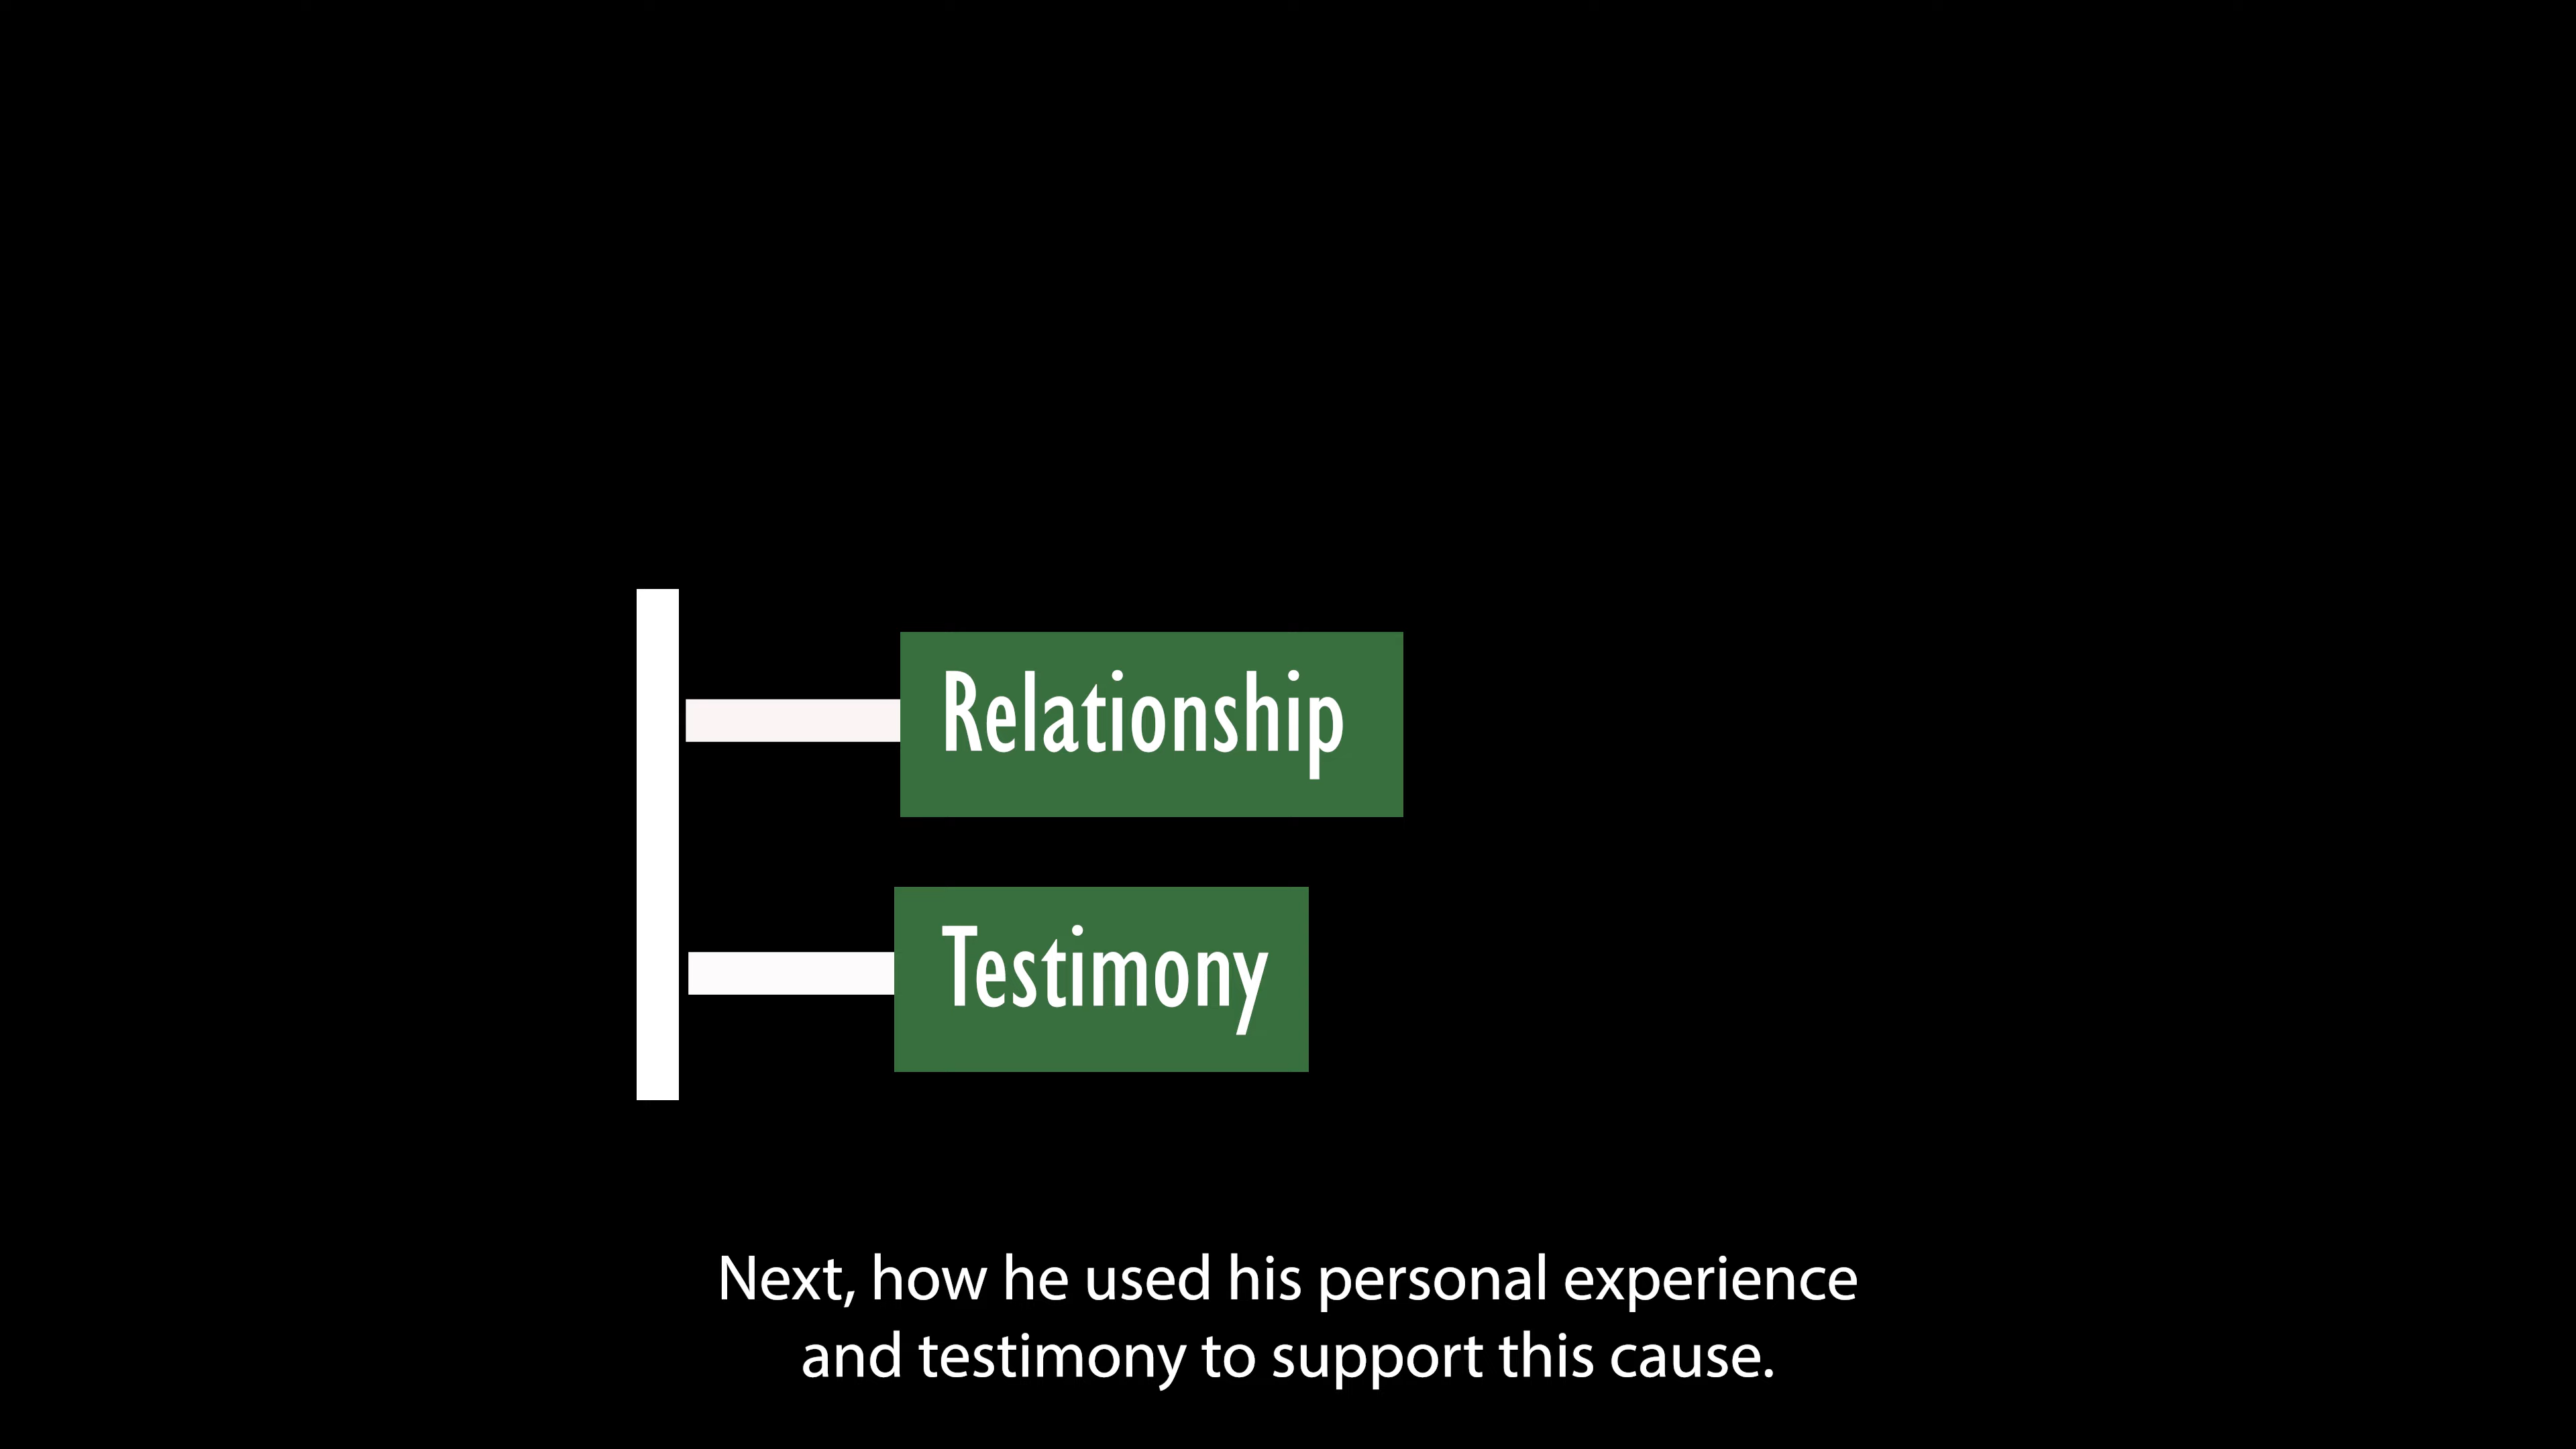 Relationship
Testimony
Next, how he used his personal experience
and testimony to support this cause.